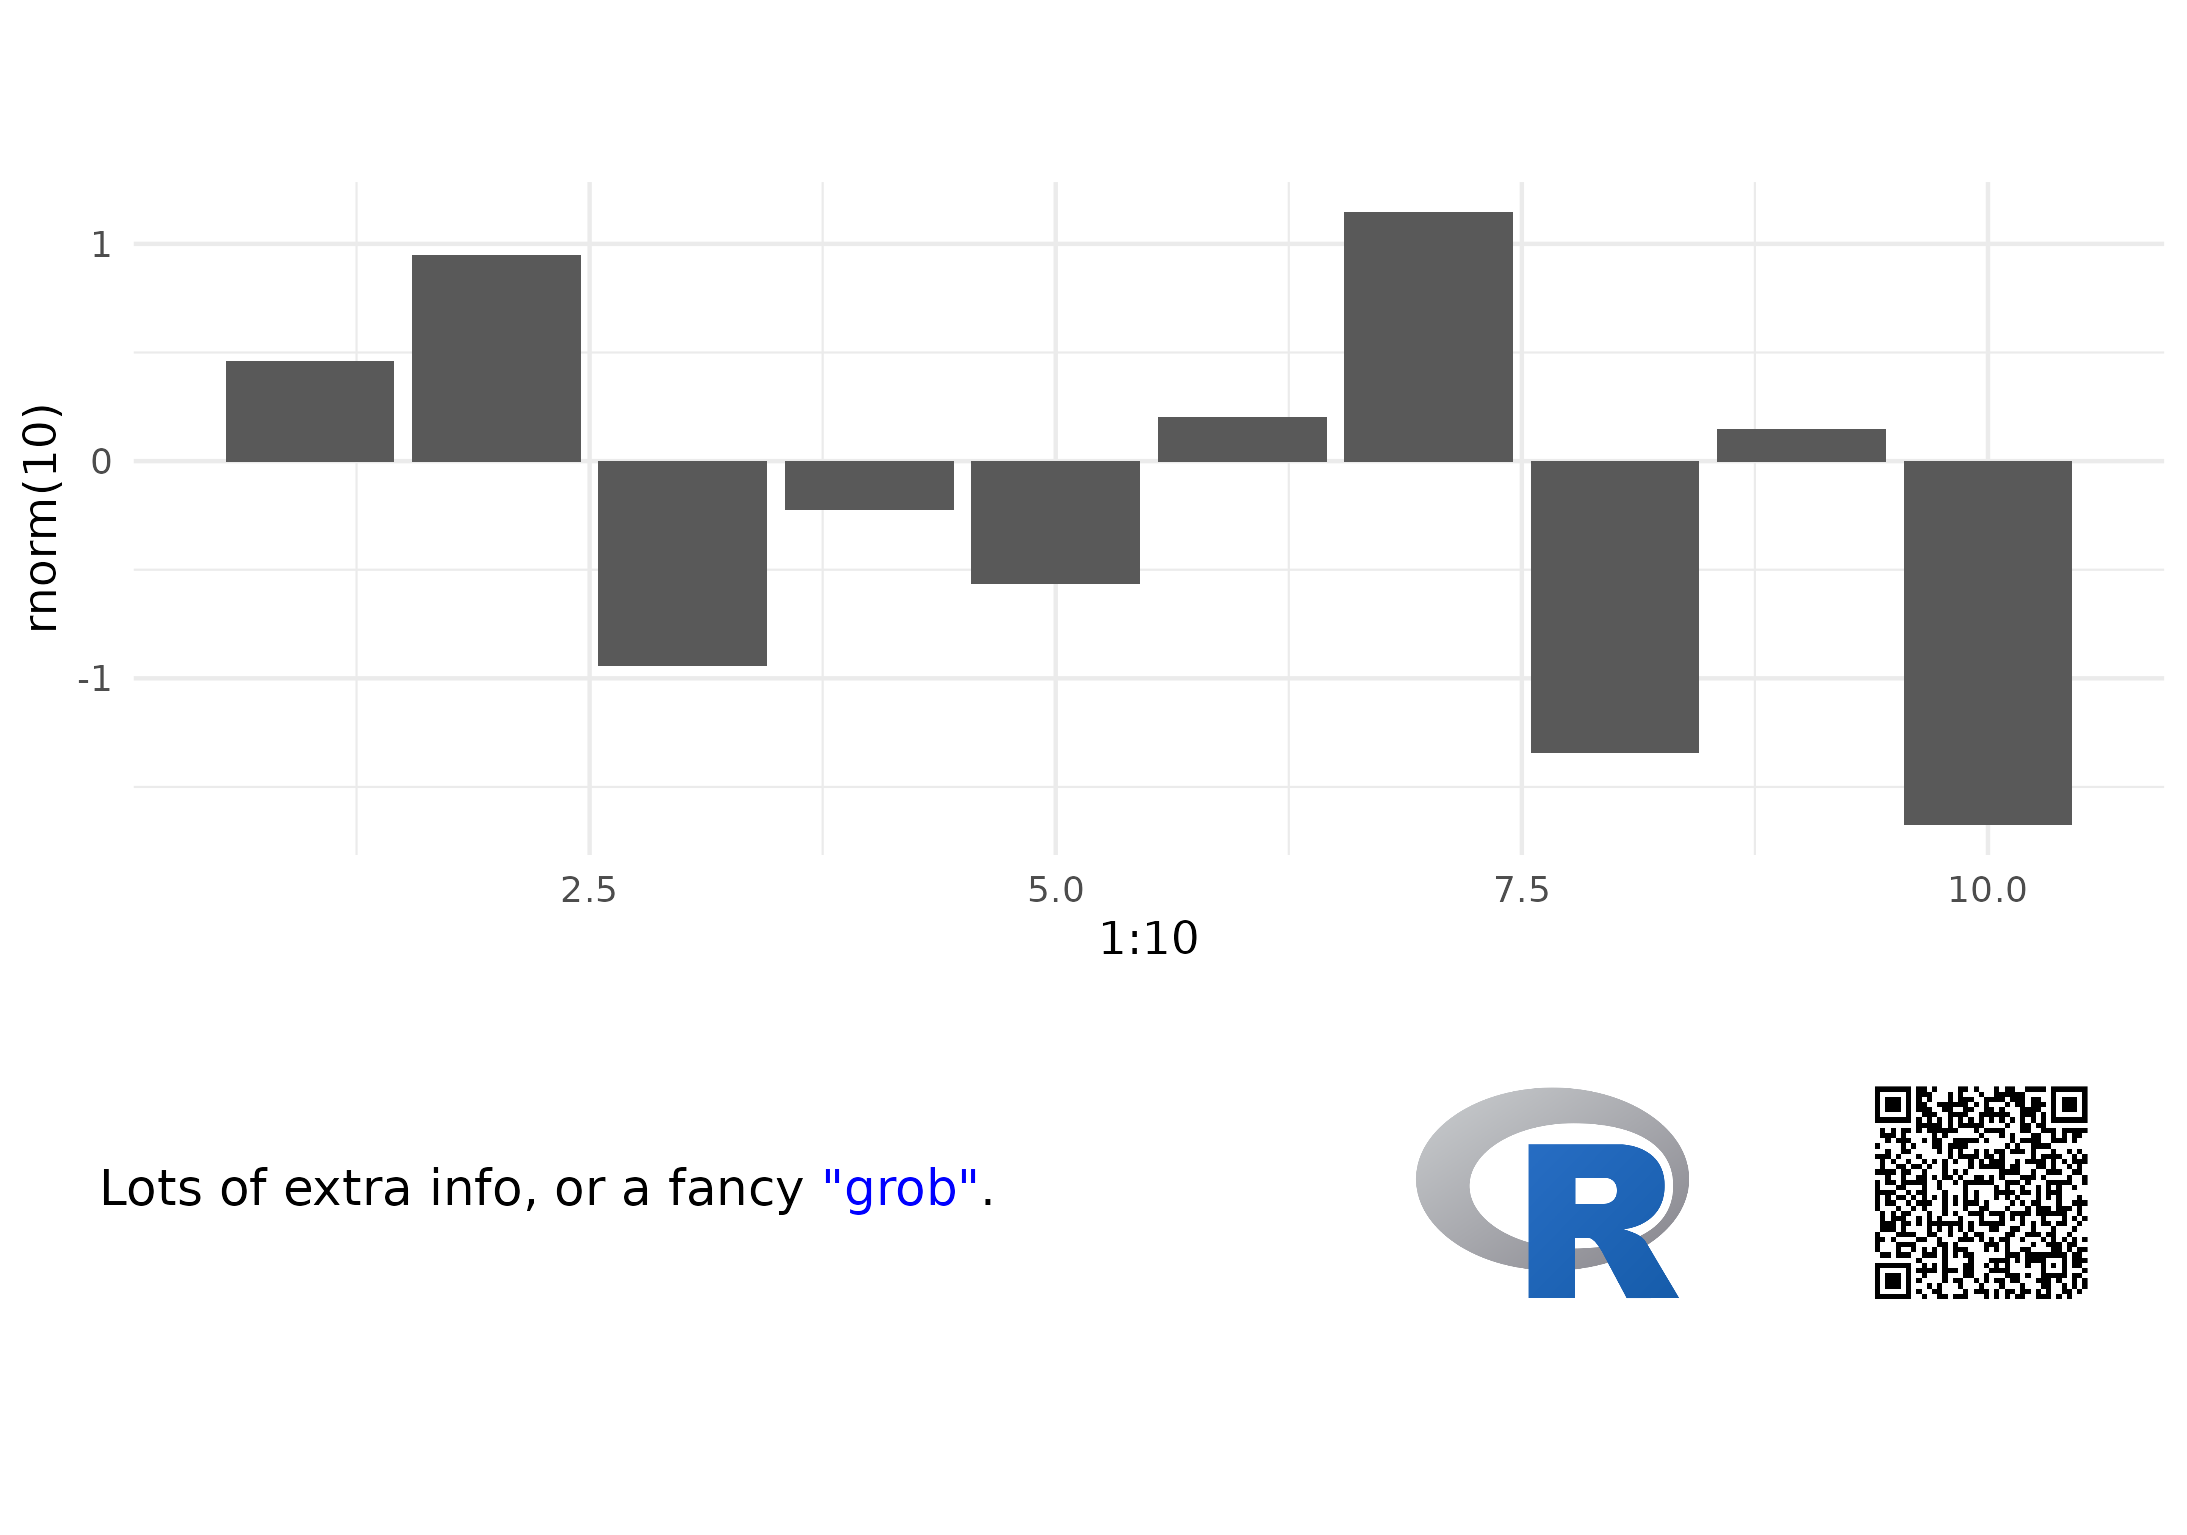 1
0
-1
rnorm(10)
2.5 5.0 7.5 10.0
1:10
Lots of extra info, or a fancy "grob".
R